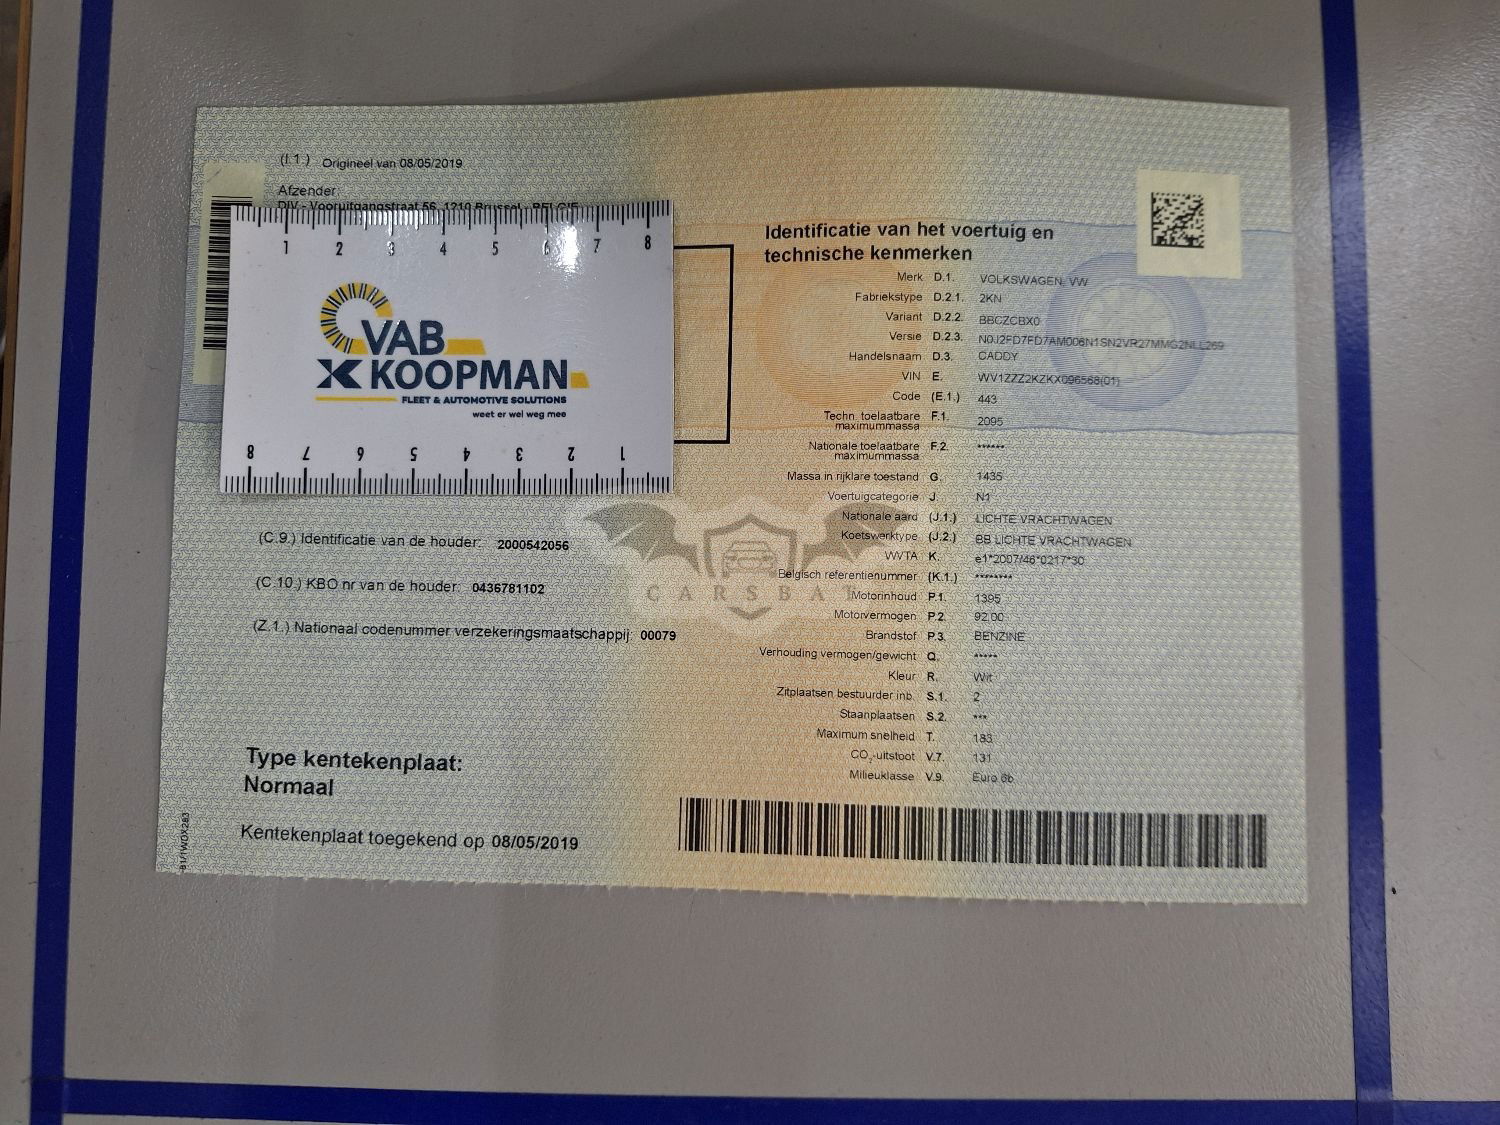 (I.1.) Origineel van 08/05/2019
Afzender:
DIV - Vooruitgangstraat 56, 1210 Brussel - BELGIE
1 2 3 4 5 6 7 8
VAB
KOOPMAN
FLEET & AUTOMOTIVE SOLUTIONS
weet er wel weg mee
8 7 6 5 4 3 2 1
(C.9.) Identificatie van de houder: 2000542056
(C.10.) KBO nr van de houder: 0436781102
(Z.1.) Nationaal codenummer verzekeringsmaatschappij: 00079
Type kentekenplaat:
Normaal
Kentekenplaat toegekend op 08/05/2019
Identificatie van het voertuig en
technische kenmerken
Merk D.1. VOLKSWAGEN, VW
Fabriekstype D.2.1. 2KN
Variant D.2.2. BBCZCBX0
Versie D.2.3. N0J2FD7FD7AM006N1SN2VR27MMG2NLL269
Handelsnaam D.3. CADDY
VIN E. WV1ZZZ2KZKX096568(01)
Code (E.1.) 443
Techn. toelaatbare F.1. 2095
maximummassa
Nationale toelaatbare F.2. ******
maximummassa
Massa in rijklare toestand G. 1435
Voertuigcategorie J. N1
Nationale aard (J.1.) LICHTE VRACHTWAGEN
Koetswerktype (J.2.) BB LICHTE VRACHTWAGEN
WVTA K. e1*2007/46*0217*30
Belgisch referentienummer (K.1.) ********
Motorinhoud P.1. 1395
Motorvermogen P.2. 92,00
Brandstof P.3. BENZINE
Verhouding vermogen/gewicht Q. *****
Kleur R. Wit
Zitplaatsen bestuurder inb. S.1. 2
Staanplaatsen S.2. ***
Maximum snelheid T. 183
CO₂-uitstoot V.7. 131
Milieuklasse V.9. Euro 6b
CARSBA